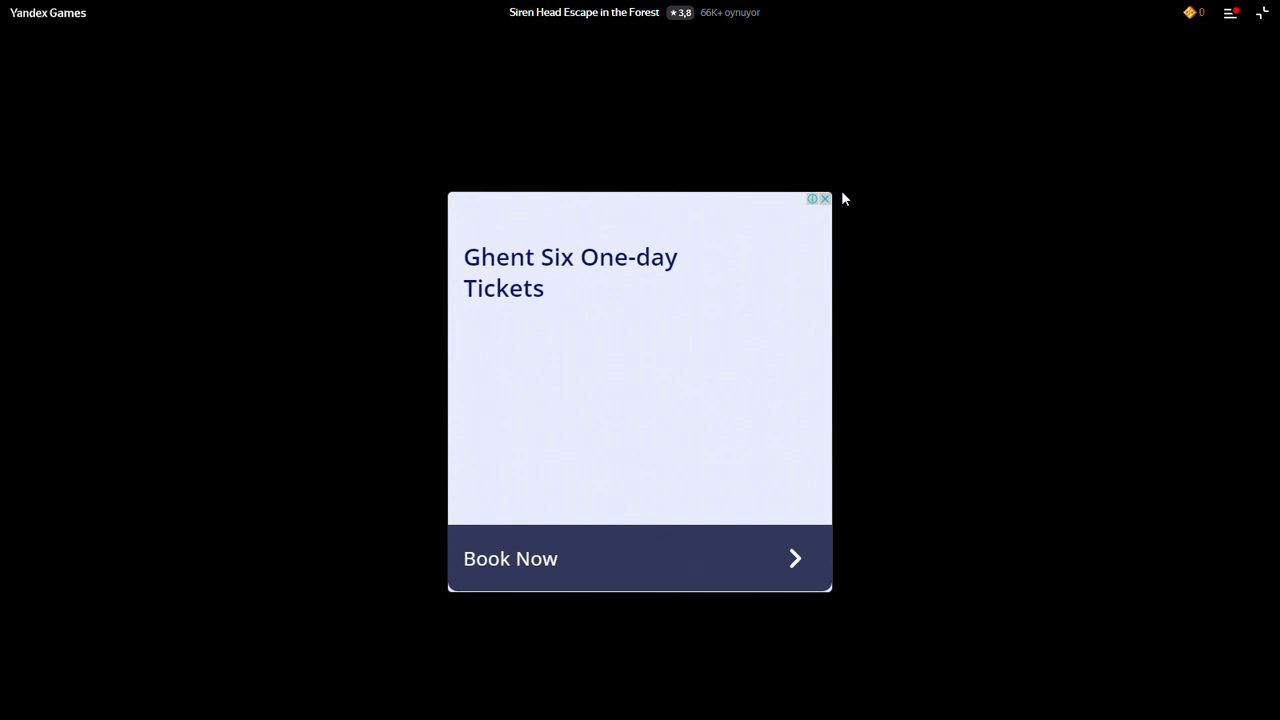 Yandex Games
Siren Head Escape in the Forest ★3,8 66K+ oynuyor
0
Ghent Six One-day
Tickets
Book Now